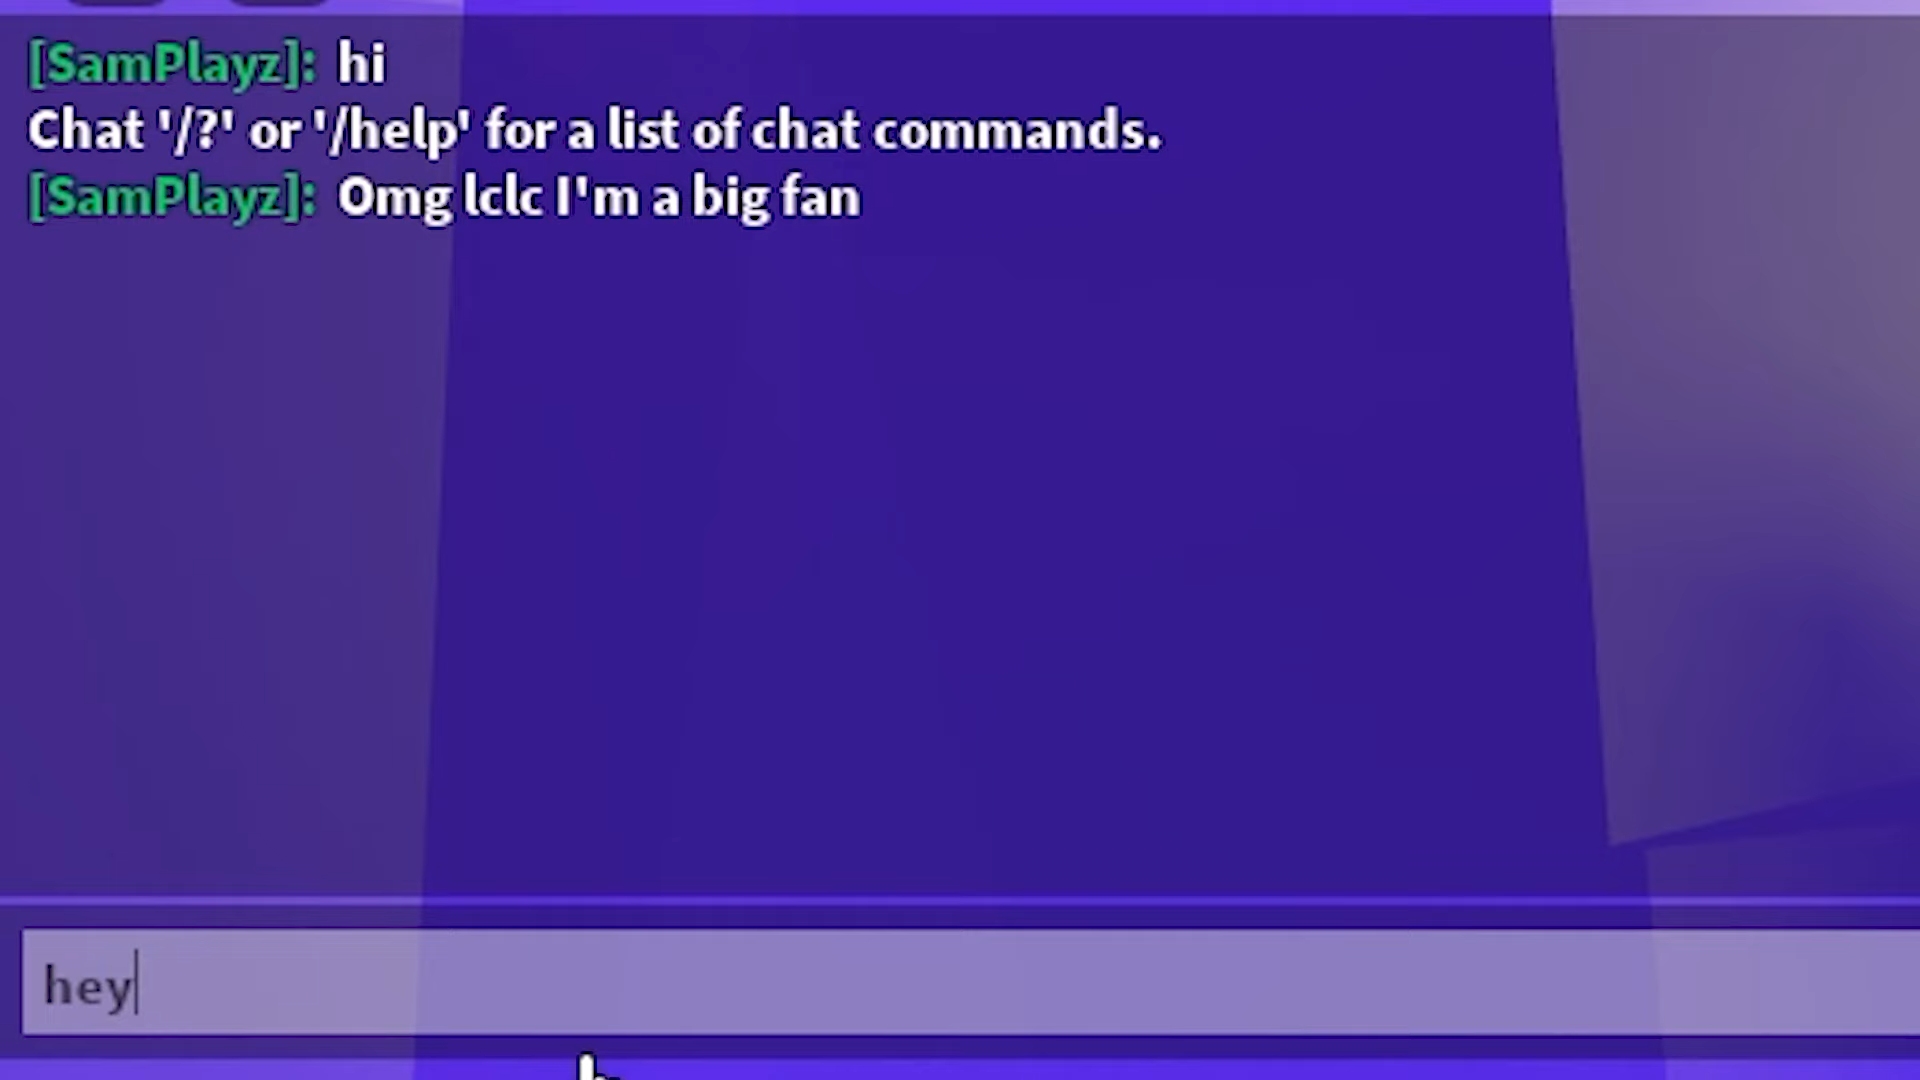 [SamPlayz]: hi
Chat '/?' or '/help' for a list of chat commands.
[SamPlayz]: Omg lclc I'm a big fan
hey